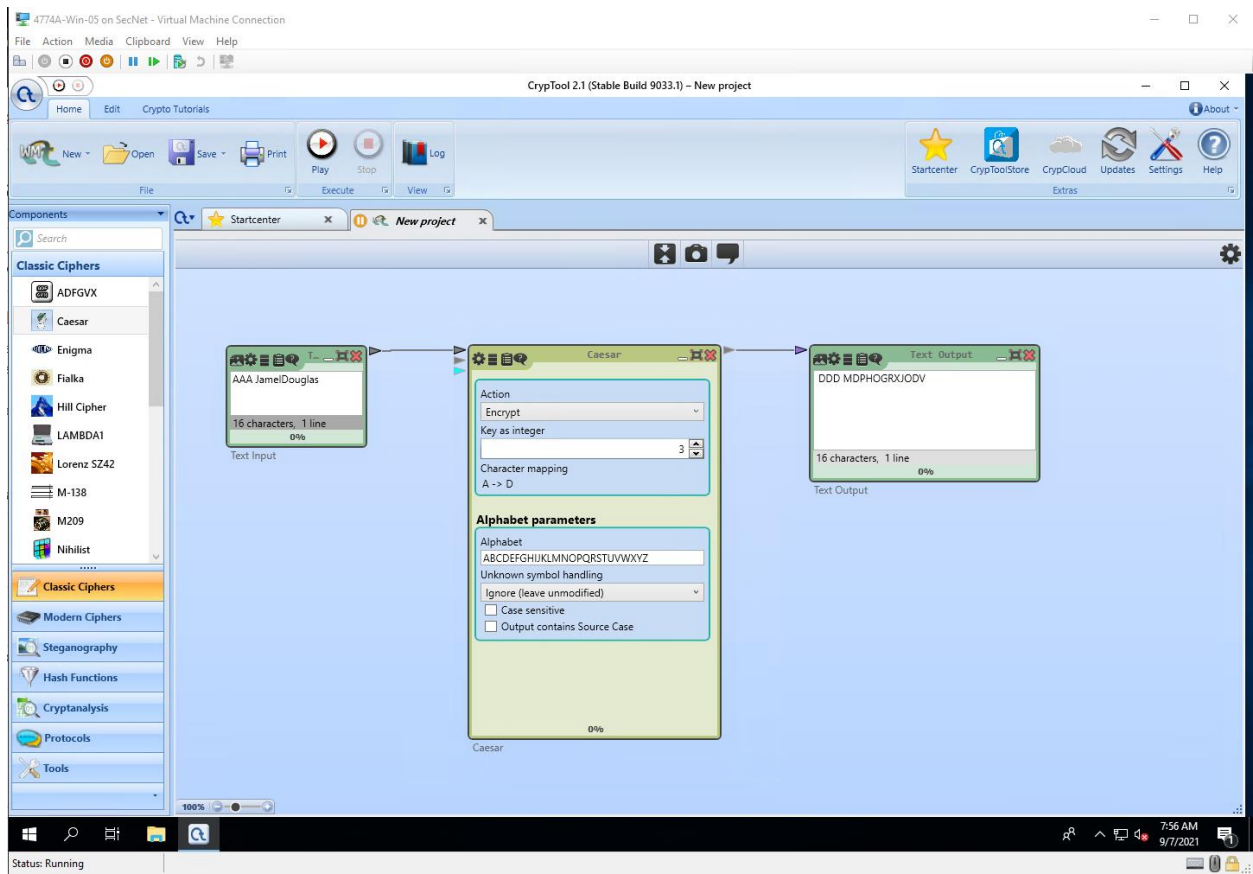 4774A-Win-05 on SecNet - Virtual Machine Connection
File Action Media Clipboard View Help
CrypTool 2.1 (Stable Build 9033.1) – New project
Home Edit Crypto Tutorials About
New Open Save Print Play Stop Log Startcenter CrypToolStore CrypCloud Updates Settings Help
File Execute View Extras
Components
Startcenter New project
Search
Classic Ciphers
ADFGVX
Caesar
Enigma
Fialka
Hill Cipher
LAMBDA1
Lorenz SZ42
M-138
M209
Nihilist
Classic Ciphers
Modern Ciphers
Steganography
Hash Functions
Cryptanalysis
Protocols
Tools
T...
AAA JamelDouglas
16 characters, 1 line
0%
Text Input
Caesar
Action
Encrypt
Key as integer
3
Character mapping
A -> D
Alphabet parameters
Alphabet
ABCDEFGHIJKLMNOPQRSTUVWXYZ
Unknown symbol handling
Ignore (leave unmodified)
Case sensitive
Output contains Source Case
0%
Caesar
Text Output
DDD MDPHOGRXJODV
16 characters, 1 line
0%
Text Output
100%
7:56 AM
9/7/2021
1
Status: Running